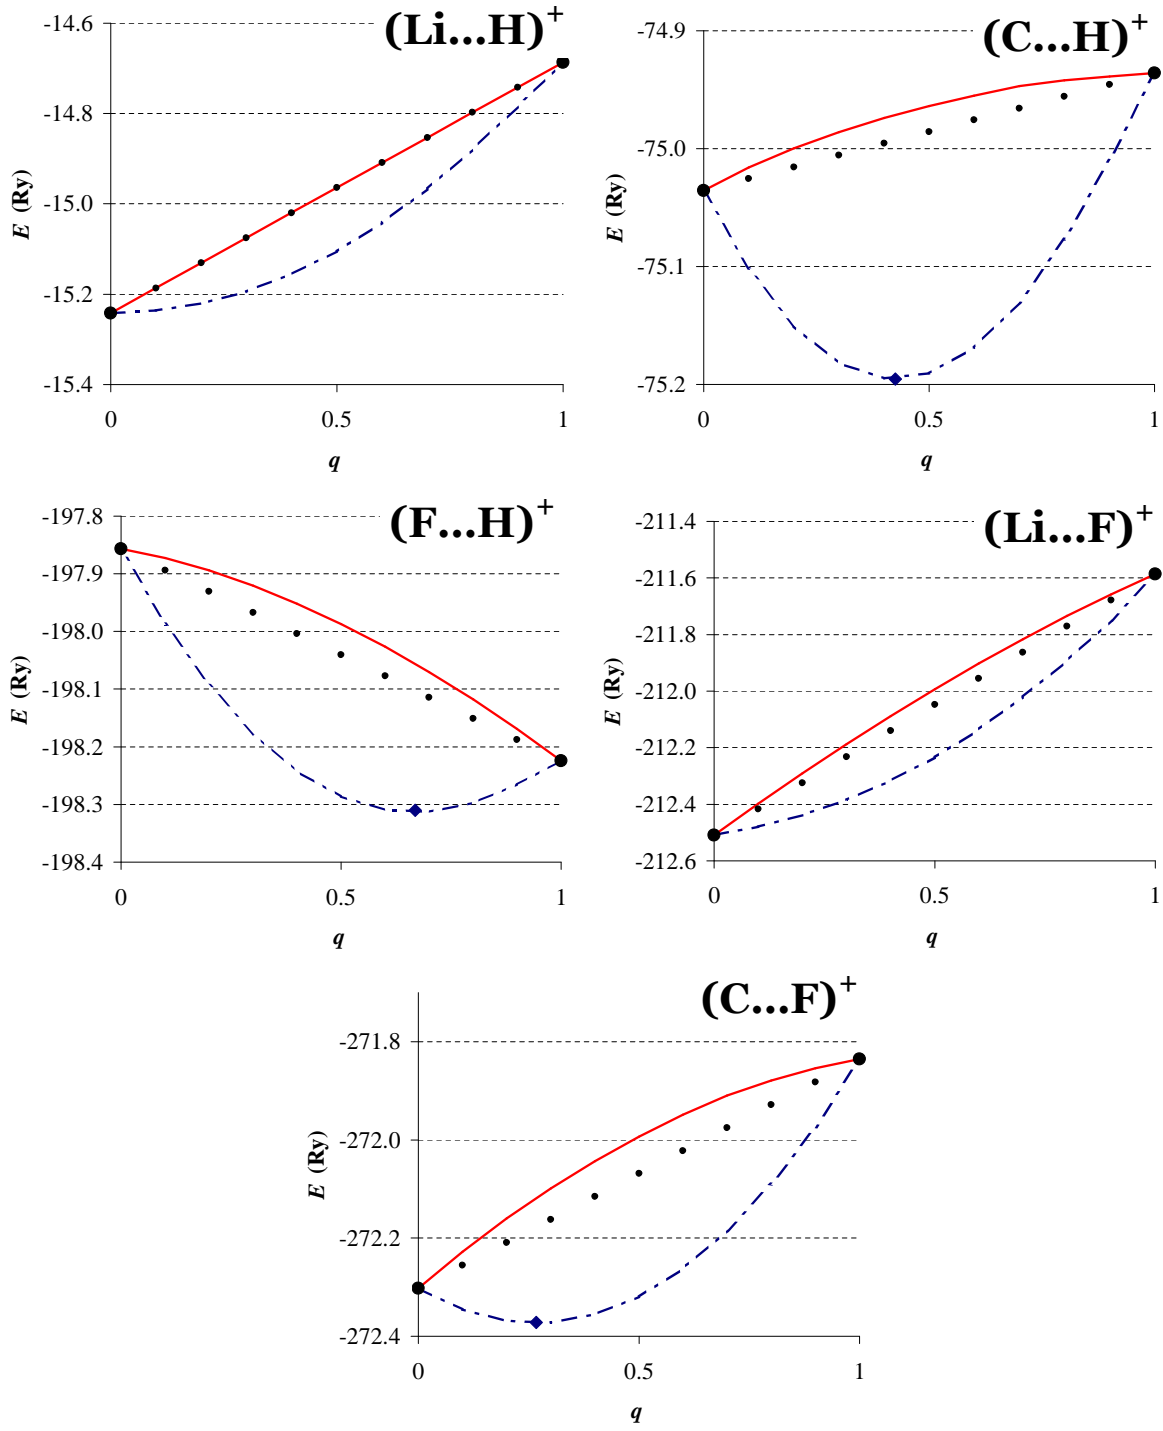 (Li...H)+
-14.6
-14.8
-15.0
-15.2
-15.4
E (Ry)
0 0.5 1
q
(C...H)+
-74.9
-75.0
-75.1
-75.2
E (Ry)
0 0.5 1
q
(F...H)+
-197.8
-197.9
-198.0
-198.1
-198.2
-198.3
-198.4
E (Ry)
0 0.5 1
q
(Li...F)+
-211.4
-211.6
-211.8
-212.0
-212.2
-212.4
-212.6
E (Ry)
0 0.5 1
q
(C...F)+
-271.8
-272.0
-272.2
-272.4
E (Ry)
0 0.5 1
q